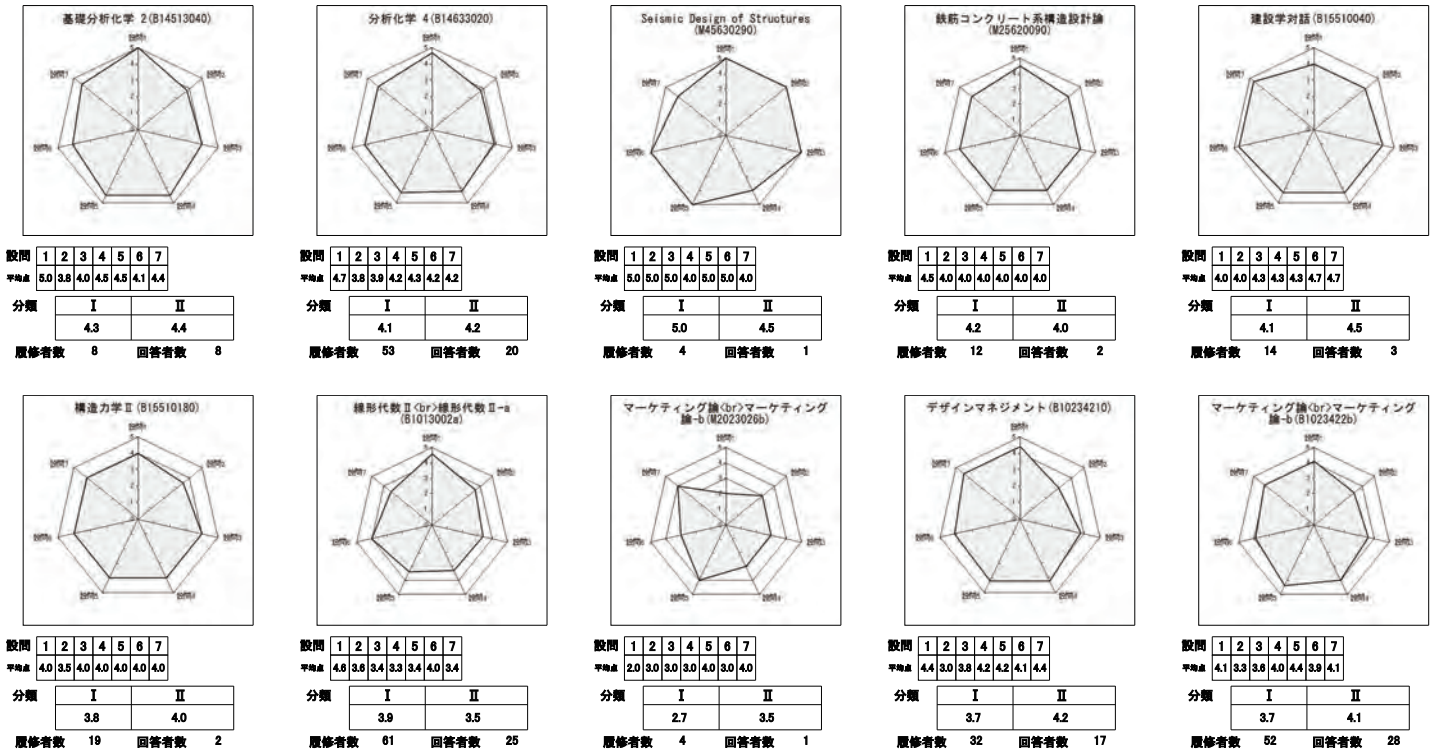 基礎分析化学 2(B14513040)
設問 1 2 3 4 5 6 7
平均点 5.0 3.8 4.0 4.5 4.5 4.1 4.4
分類 I II
4.3 4.4
履修者数 8 回答者数 8
分析化学 4(B14633020)
設問 1 2 3 4 5 6 7
平均点 4.7 3.8 3.9 4.2 4.3 4.2 4.2
分類 I II
4.1 4.2
履修者数 53 回答者数 20
Seismic Design of Structures
(M45630290)
設問 1 2 3 4 5 6 7
平均点 5.0 5.0 5.0 4.0 5.0 5.0 4.0
分類 I II
5.0 4.5
履修者数 4 回答者数 1
鉄筋コンクリート系構造設計論
(M25620090)
設問 1 2 3 4 5 6 7
平均点 4.5 4.0 4.0 4.0 4.0 4.0 4.0
分類 I II
4.2 4.0
履修者数 12 回答者数 2
建設学対話(B15510040)
設問 1 2 3 4 5 6 7
平均点 4.0 4.0 4.3 4.3 4.3 4.7 4.7
分類 I II
4.1 4.5
履修者数 14 回答者数 3
構造力学Ⅱ(B15510180)
設問 1 2 3 4 5 6 7
平均点 4.0 3.5 4.0 4.0 4.0 4.0 4.0
分類 I II
3.8 4.0
履修者数 19 回答者数 2
線形代数Ⅱ<br>線形代数Ⅱ-a
(B1013002a)
設問 1 2 3 4 5 6 7
平均点 4.6 3.6 3.4 3.3 3.4 4.0 3.4
分類 I II
3.9 3.5
履修者数 61 回答者数 25
マーケティング論<br>マーケティング
論-b(M2023026b)
設問 1 2 3 4 5 6 7
平均点 2.0 3.0 3.0 3.0 4.0 3.0 4.0
分類 I II
2.7 3.5
履修者数 4 回答者数 1
デザインマネジメント(B10234210)
設問 1 2 3 4 5 6 7
平均点 4.4 3.0 3.8 4.2 4.2 4.1 4.4
分類 I II
3.7 4.2
履修者数 32 回答者数 17
マーケティング論<br>マーケティング
論-b(B1023422b)
設問 1 2 3 4 5 6 7
平均点 4.1 3.3 3.6 4.0 4.4 3.9 4.1
分類 I II
3.7 4.1
履修者数 52 回答者数 28